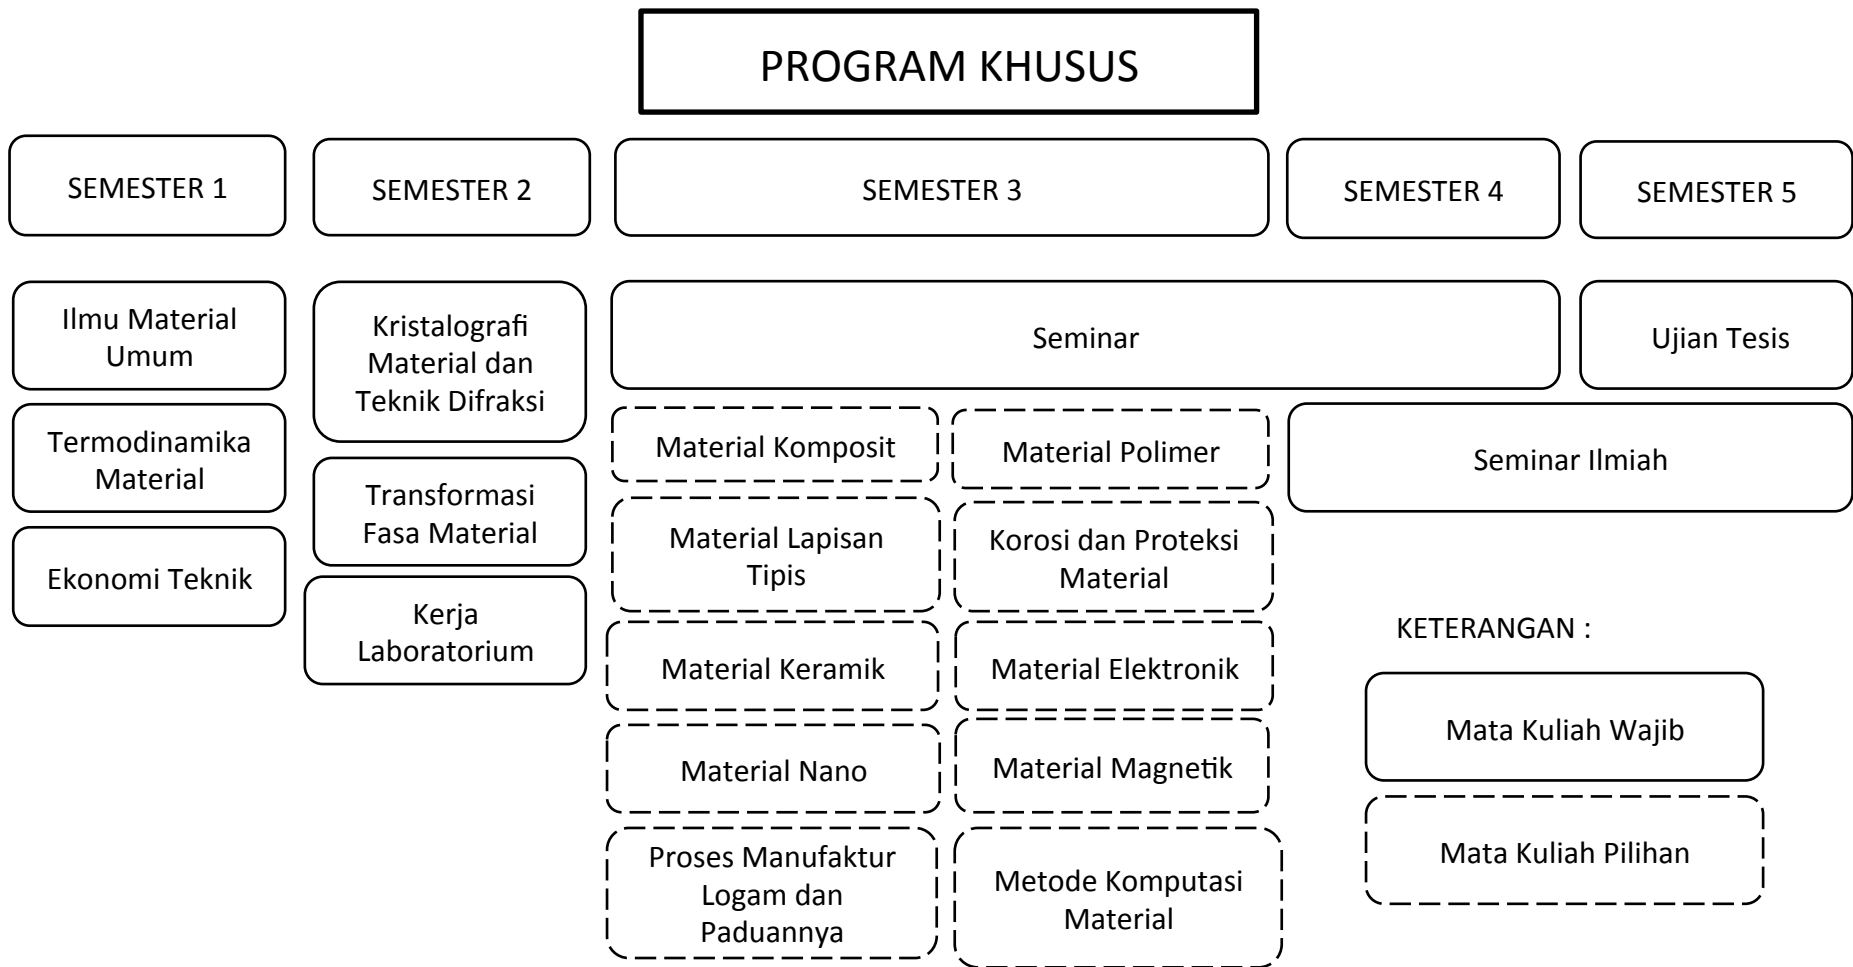 PROGRAM KHUSUS
SEMESTER 1
SEMESTER 2
SEMESTER 3
SEMESTER 4
SEMESTER 5
Ilmu Material
Umum
Termodinamika
Material
Ekonomi Teknik
Kristalografi
Material dan
Teknik Difraksi
Transformasi
Fasa Material
Kerja
Laboratorium
Seminar
Material Komposit
Material Lapisan
Tipis
Material Keramik
Material Nano
Proses Manufaktur
Logam dan
Paduannya
Material Polimer
Korosi dan Proteksi
Material
Material Elektronik
Material Magnetik
Metode Komputasi
Material
Ujian Tesis
Seminar Ilmiah
KETERANGAN :
Mata Kuliah Wajib
Mata Kuliah Pilihan